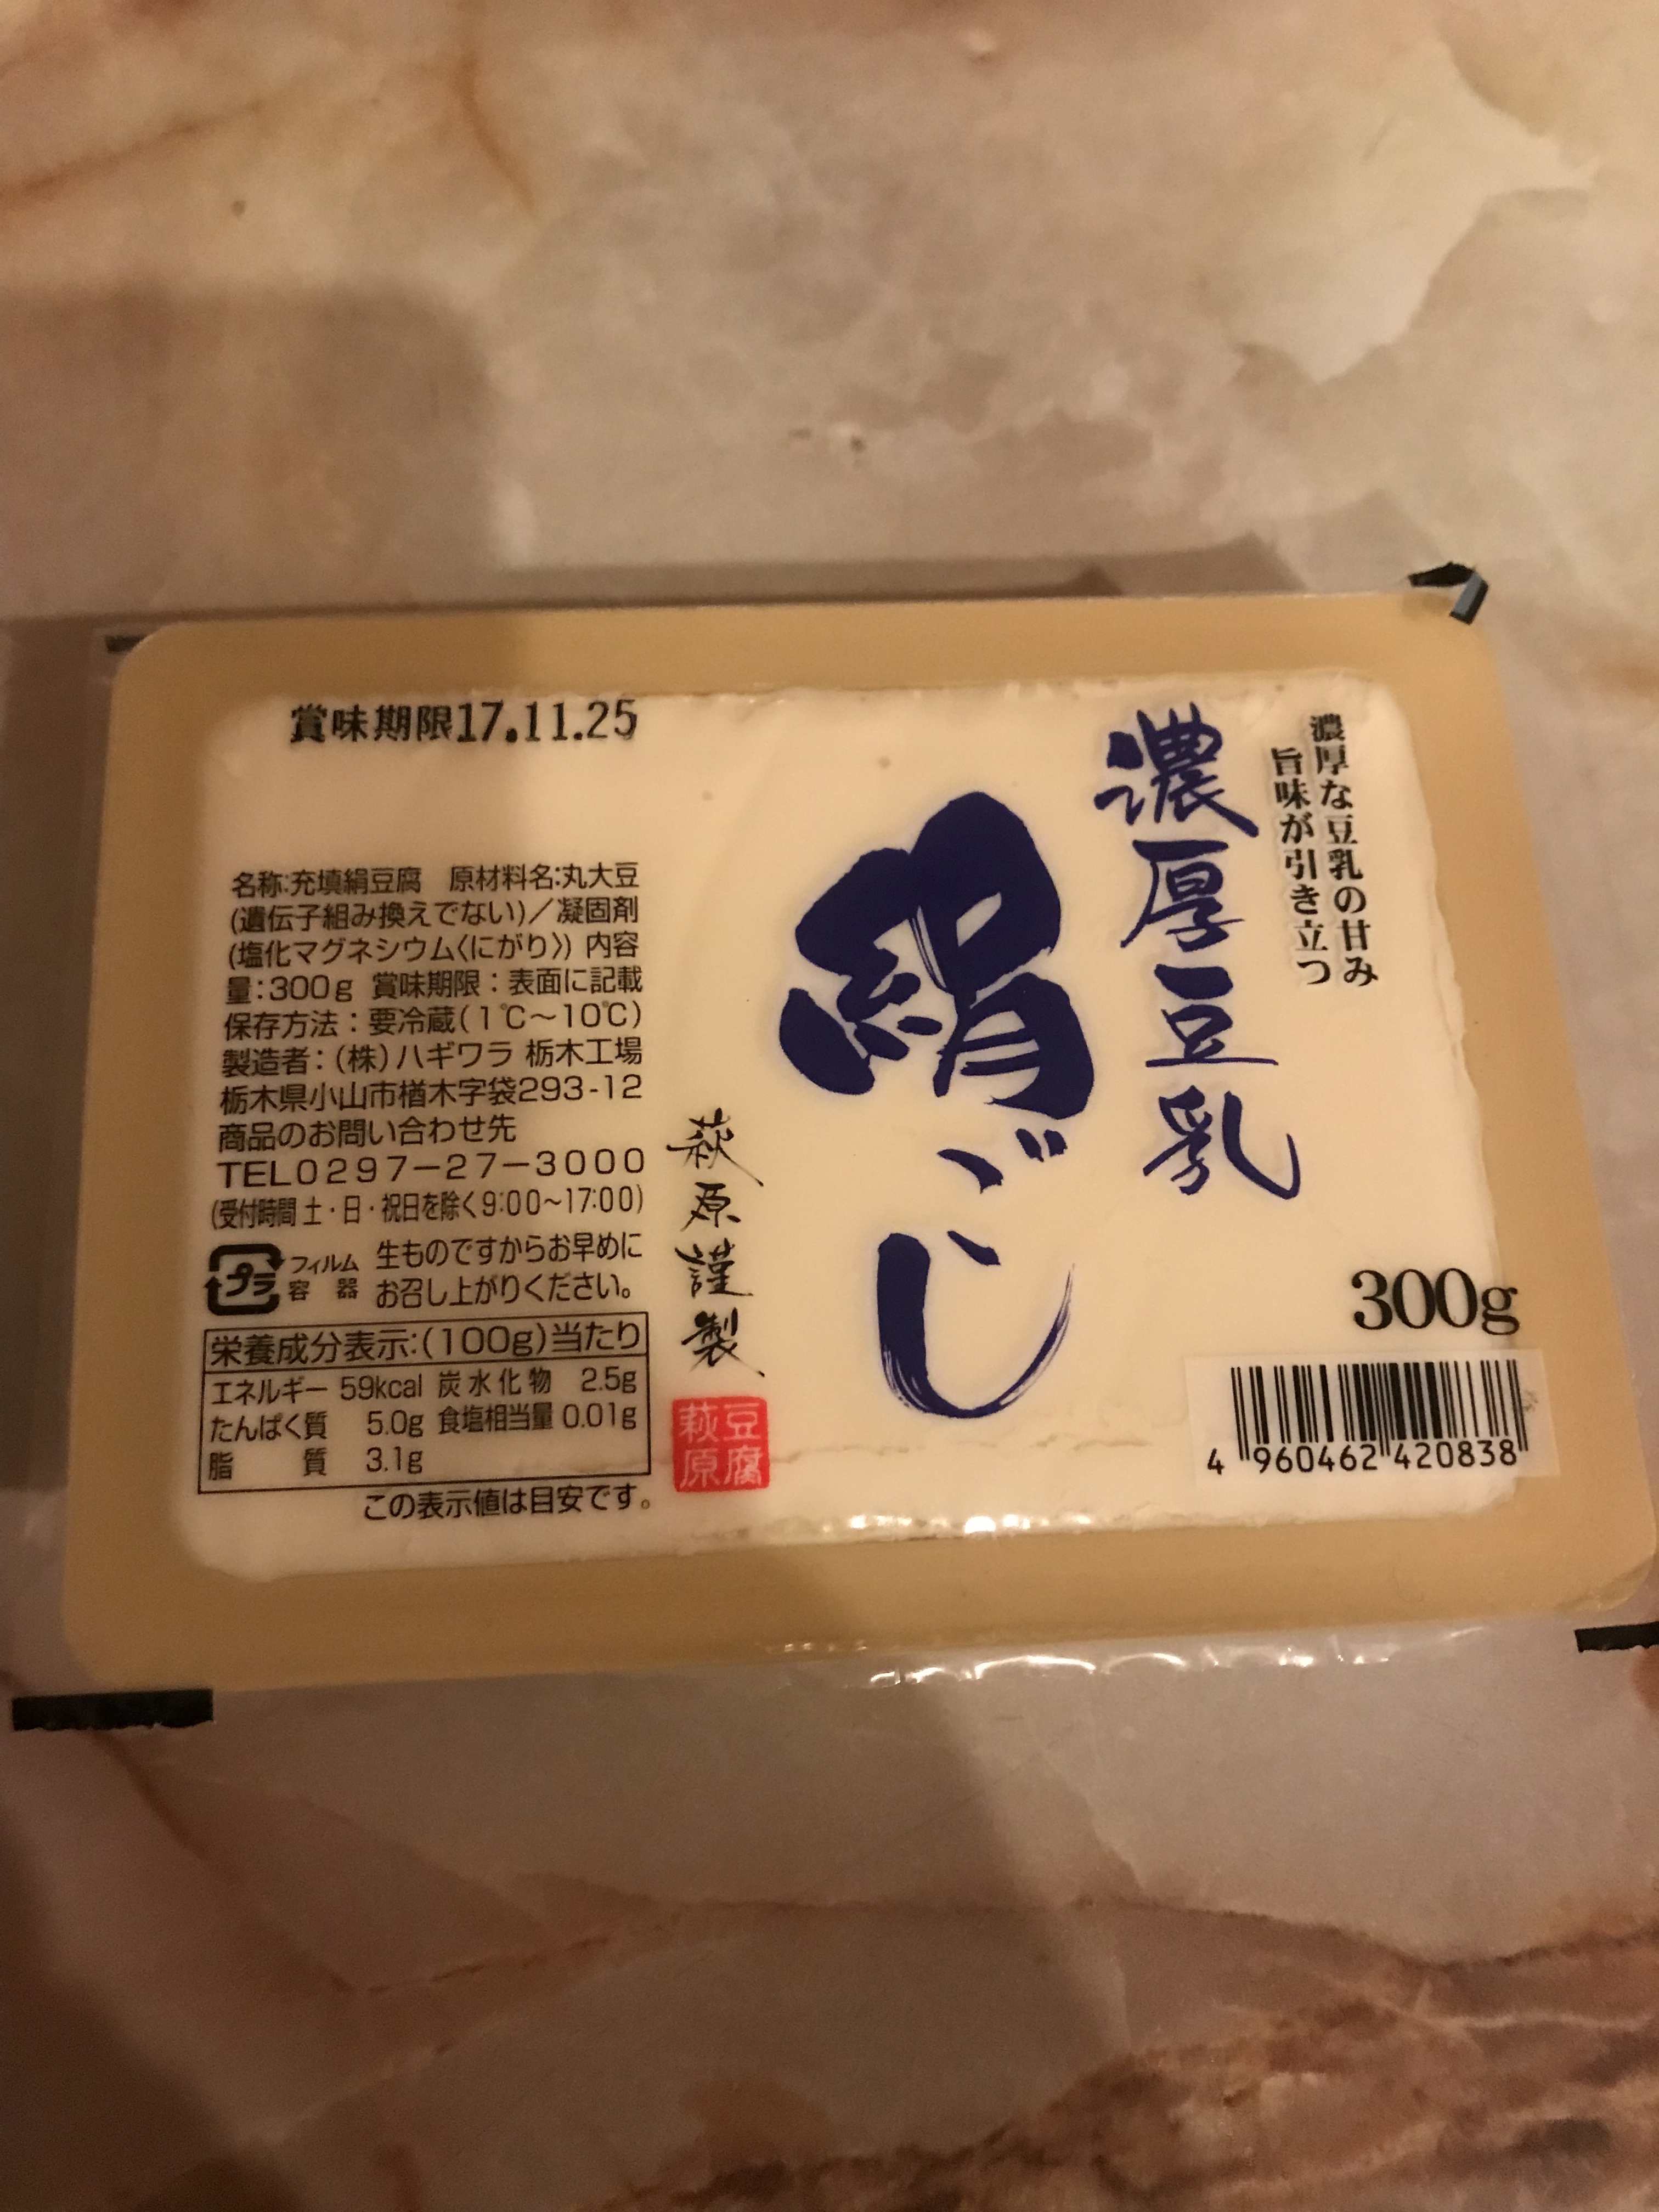 賞味期限17.11.25
濃厚な豆乳の甘み
旨味が引き立つ
濃厚豆乳
絹ごし
萩原謹製
豆腐
萩原
300g
4 960462 420838
名称:充填絹豆腐 原材料名:丸大豆
(遺伝子組み換えでない)/凝固剤
(塩化マグネシウム〈にがり〉) 内容
量:300g 賞味期限:表面に記載
保存方法:要冷蔵(1℃〜10℃)
製造者:(株)ハギワラ 栃木工場
栃木県小山市楢木字袋293-12
商品のお問い合わせ先
TEL0297-27-3000
(受付時間 土・日・祝日を除く9:00〜17:00)
プラ
フィルム
容器
生ものですからお早めに
お召し上がりください。
栄養成分表示:(100g)当たり
エネルギー 59kcal 炭水化物 2.5g
たんぱく質 5.0g 食塩相当量 0.01g
脂質 3.1g
この表示値は目安です。